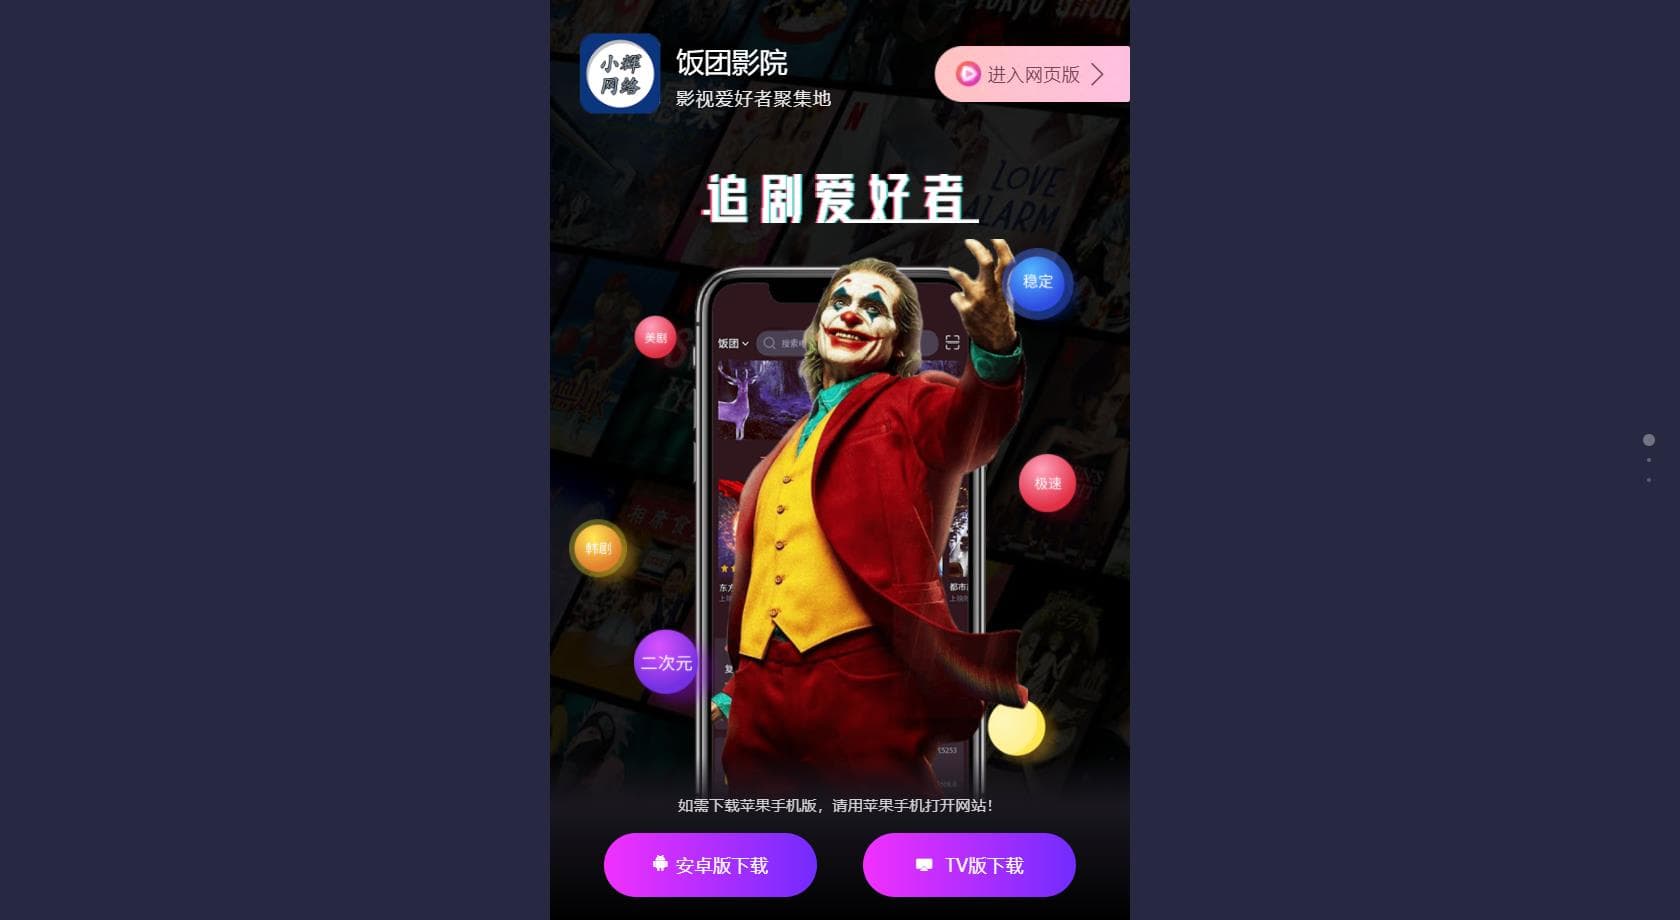 小辉
网络
饭团影院
影视爱好者聚集地
进入网页版
LOVE
ALARM
追剧爱好者
稳定
美剧
饭团
极速
韩剧
二次元
如需下载苹果手机版，请用苹果手机打开网站！
安卓版下载
TV版下载